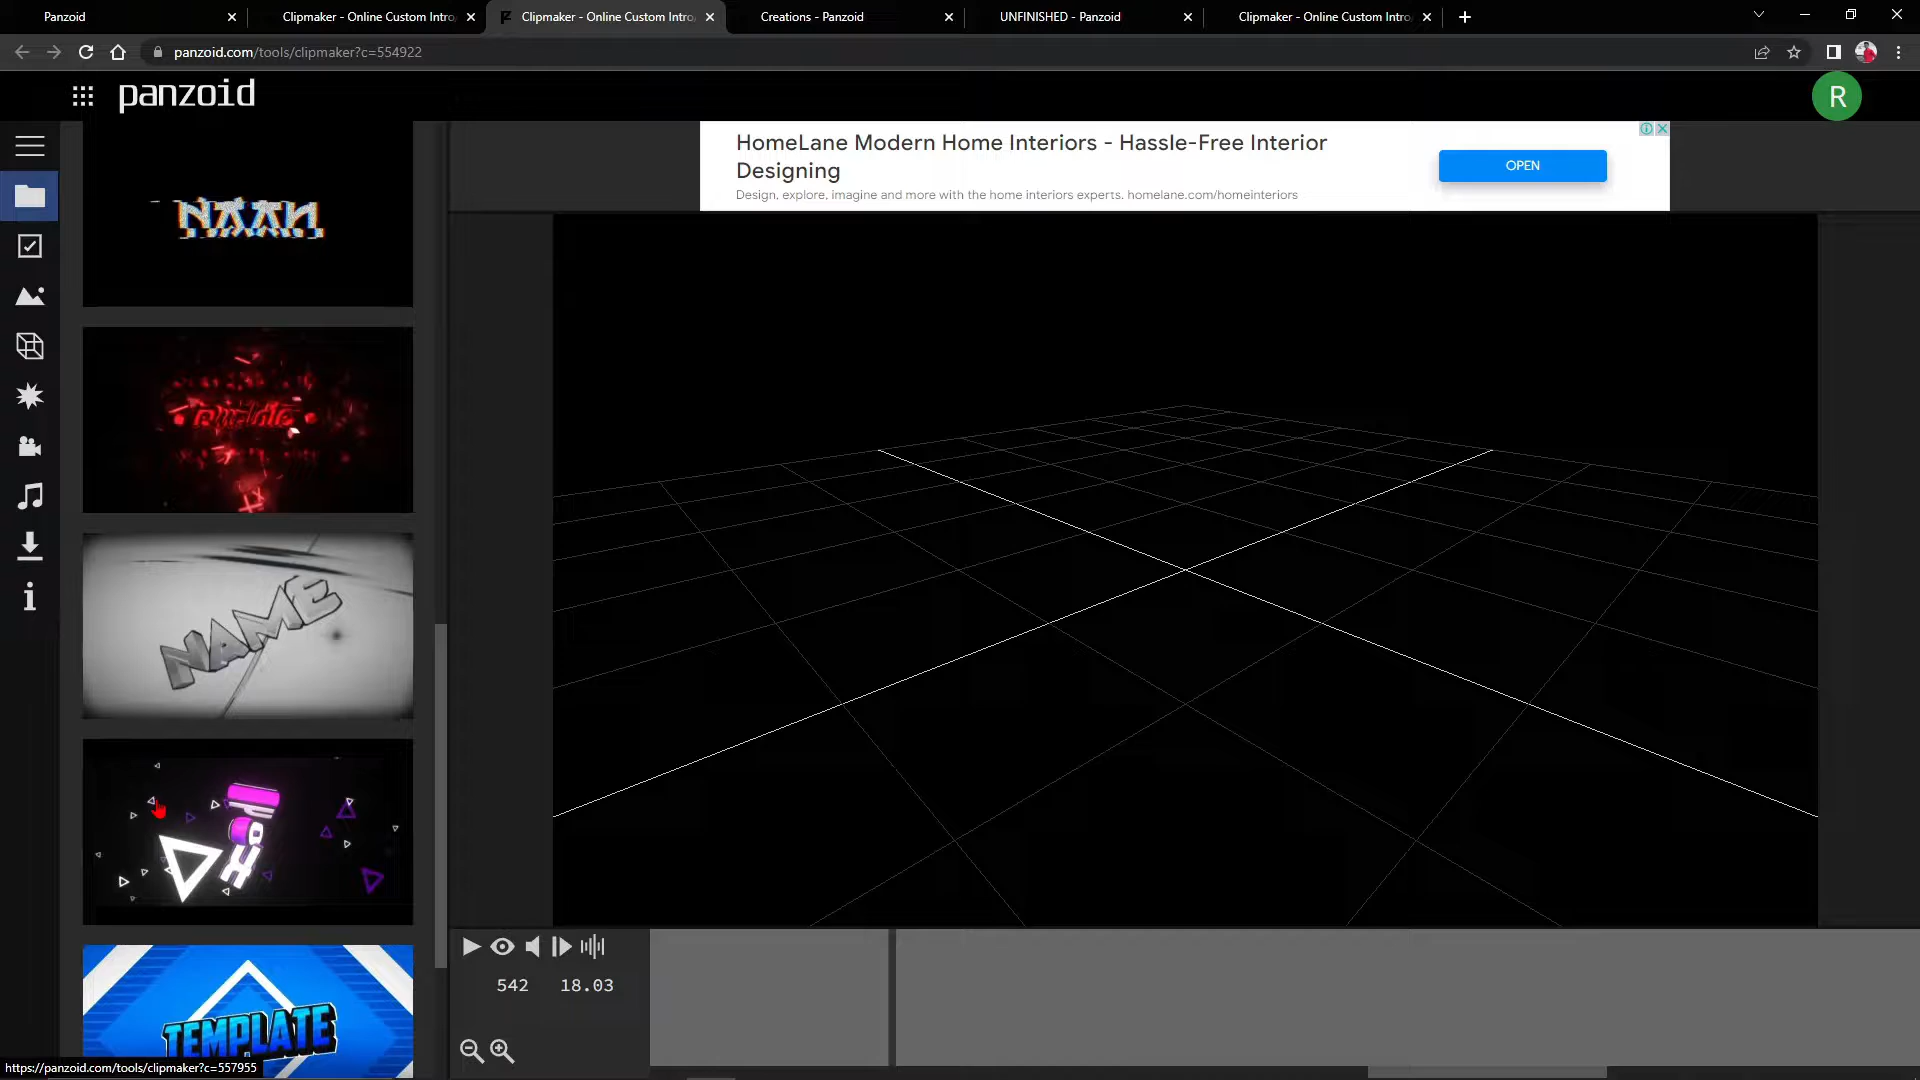 Panzoid
Clipmaker - Online Custom Intro
Clipmaker - Online Custom Intro
Creations - Panzoid
UNFINISHED - Panzoid
Clipmaker - Online Custom Intro
panzoid.com/tools/clipmaker?c=554922
panzoid
R
HomeLane Modern Home Interiors - Hassle-Free Interior
Designing
Design, explore, imagine and more with the home interiors experts. homelane.com/homeinteriors
OPEN
NAME
TEMPLATE
542 18.03
https://panzoid.com/tools/clipmaker?c=557955